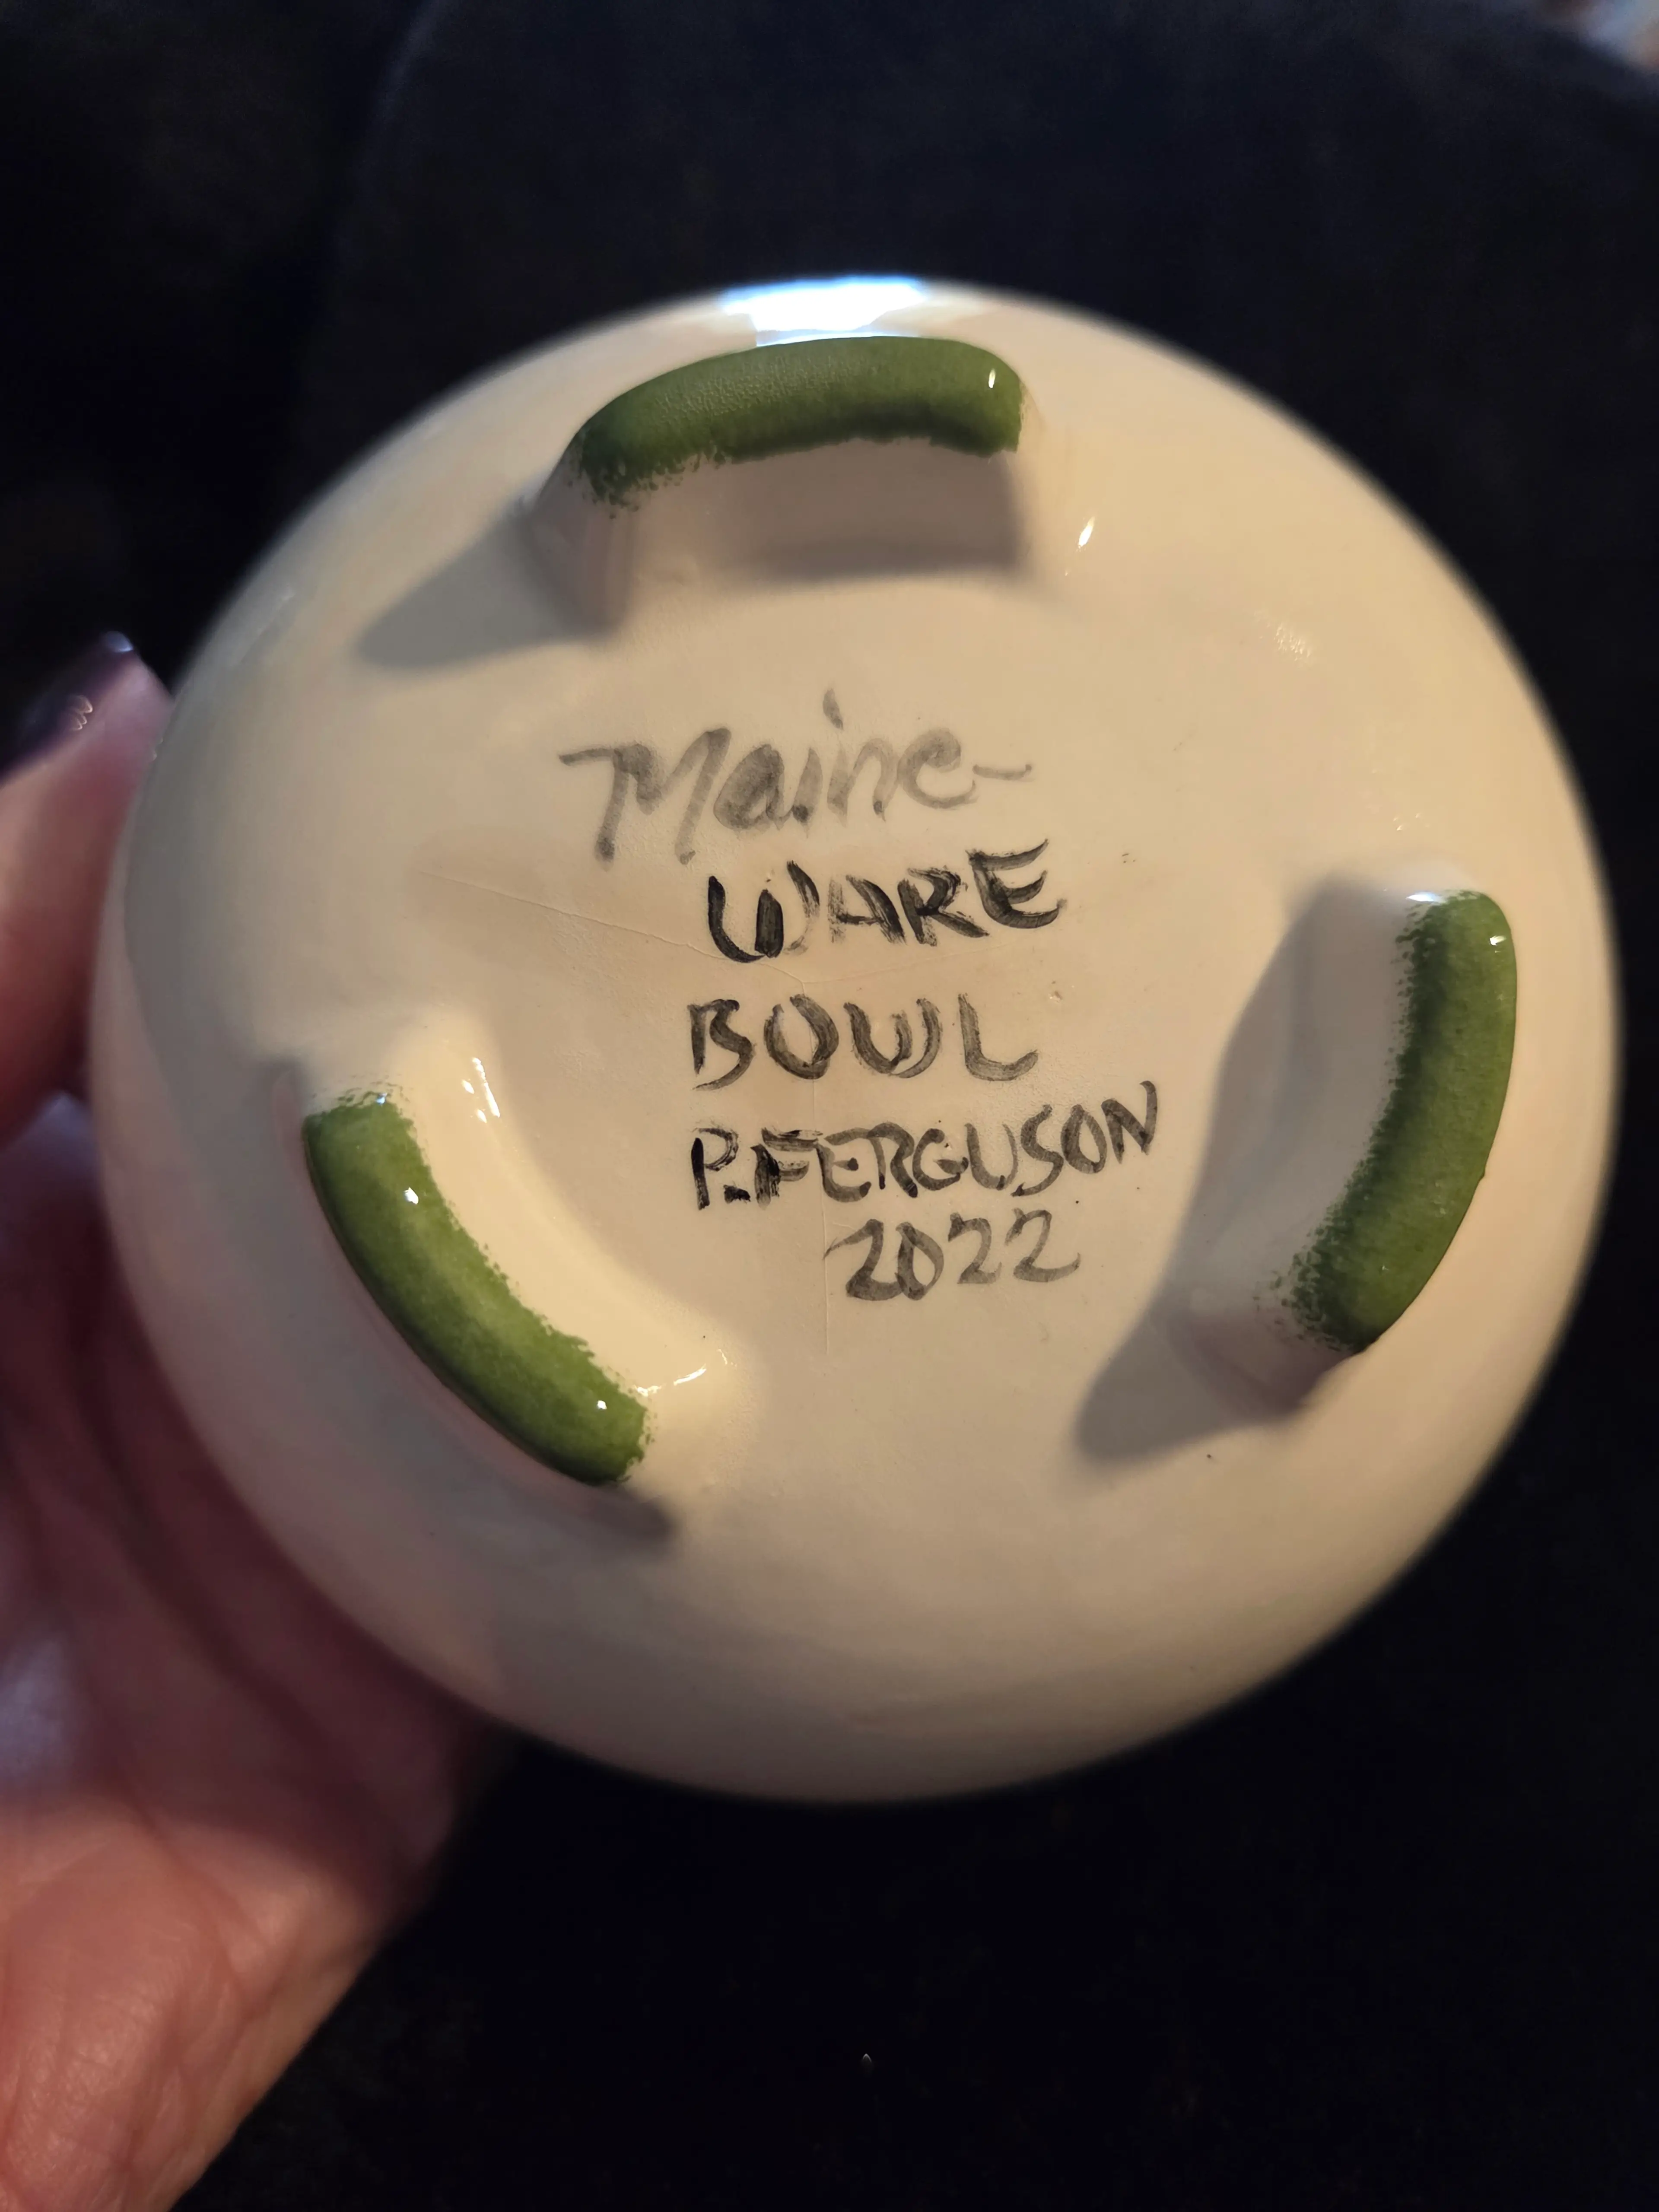 Maine-
WARE
BOWL
P.FERGUSON
2022